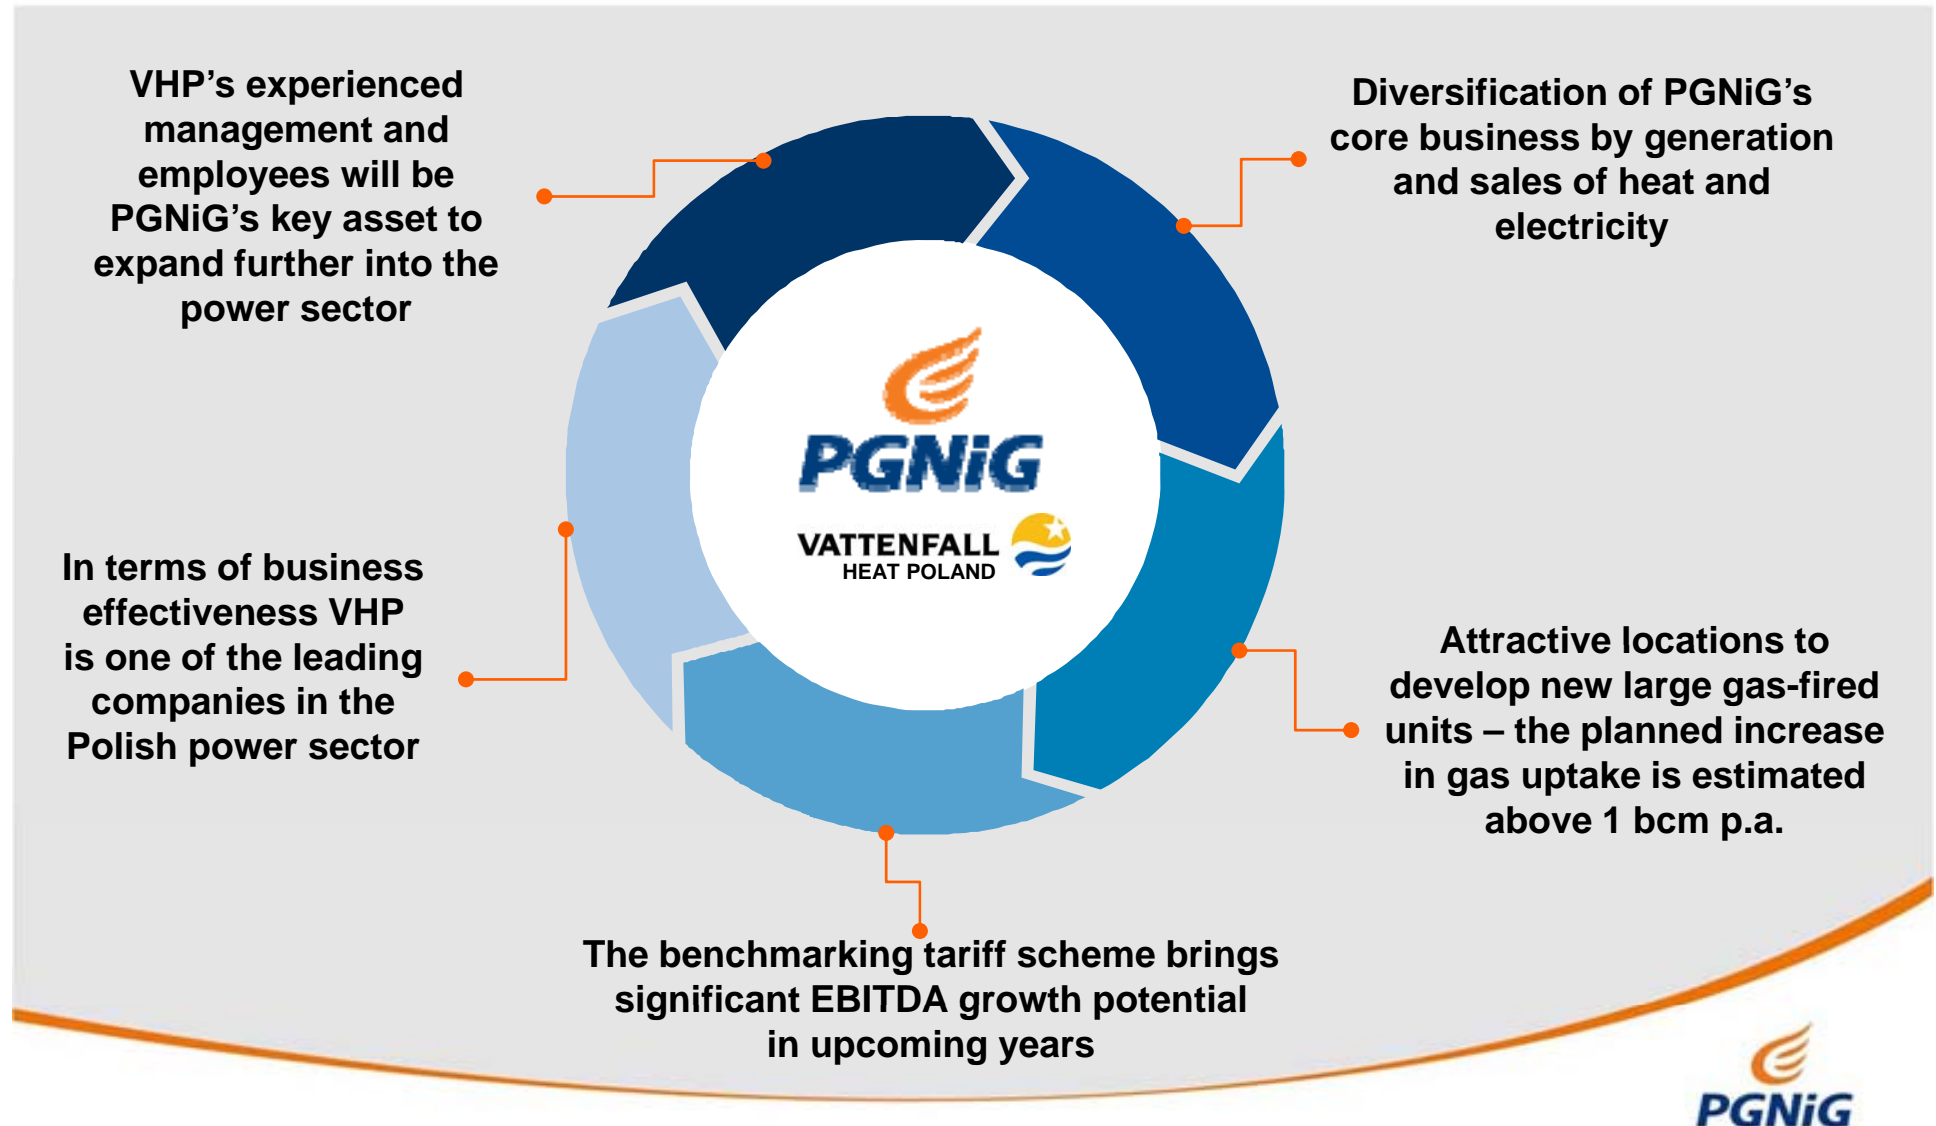 VHP’s experienced
management and
employees will be
PGNiG’s key asset to
expand further into the
power sector
Diversification of PGNiG’s
core business by generation
and sales of heat and
electricity
PGNiG
VATTENFALL
HEAT POLAND
In terms of business
effectiveness VHP
is one of the leading
companies in the
Polish power sector
Attractive locations to
develop new large gas-fired
units – the planned increase
in gas uptake is estimated
above 1 bcm p.a.
The benchmarking tariff scheme brings
significant EBITDA growth potential
in upcoming years
PGNiG